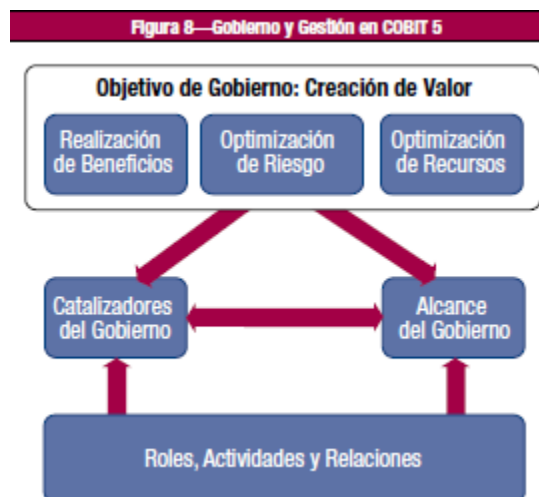 Figura 8—Gobierno y Gestión en COBIT 5
Objetivo de Gobierno: Creación de Valor
Realización
de Beneficios
Optimización
de Riesgo
Optimización
de Recursos
Catalizadores
del Gobierno
Alcance
del Gobierno
Roles, Actividades y Relaciones